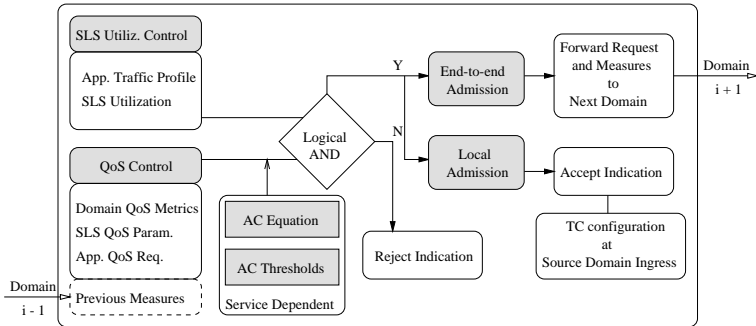 SLS Utiliz. Control
App. Traffic Profile
SLS Utilization
QoS Control
Domain QoS Metrics
SLS QoS Param.
App. QoS Req.
Previous Measures
Domain
i - 1
AC Equation
AC Thresholds
Service Dependent
Logical
AND
Y
N
Reject Indication
End-to-end
Admission
Local
Admission
Forward Request
and Measures
to
Next Domain
Accept Indication
TC configuration
at
Source Domain Ingress
Domain
i + 1